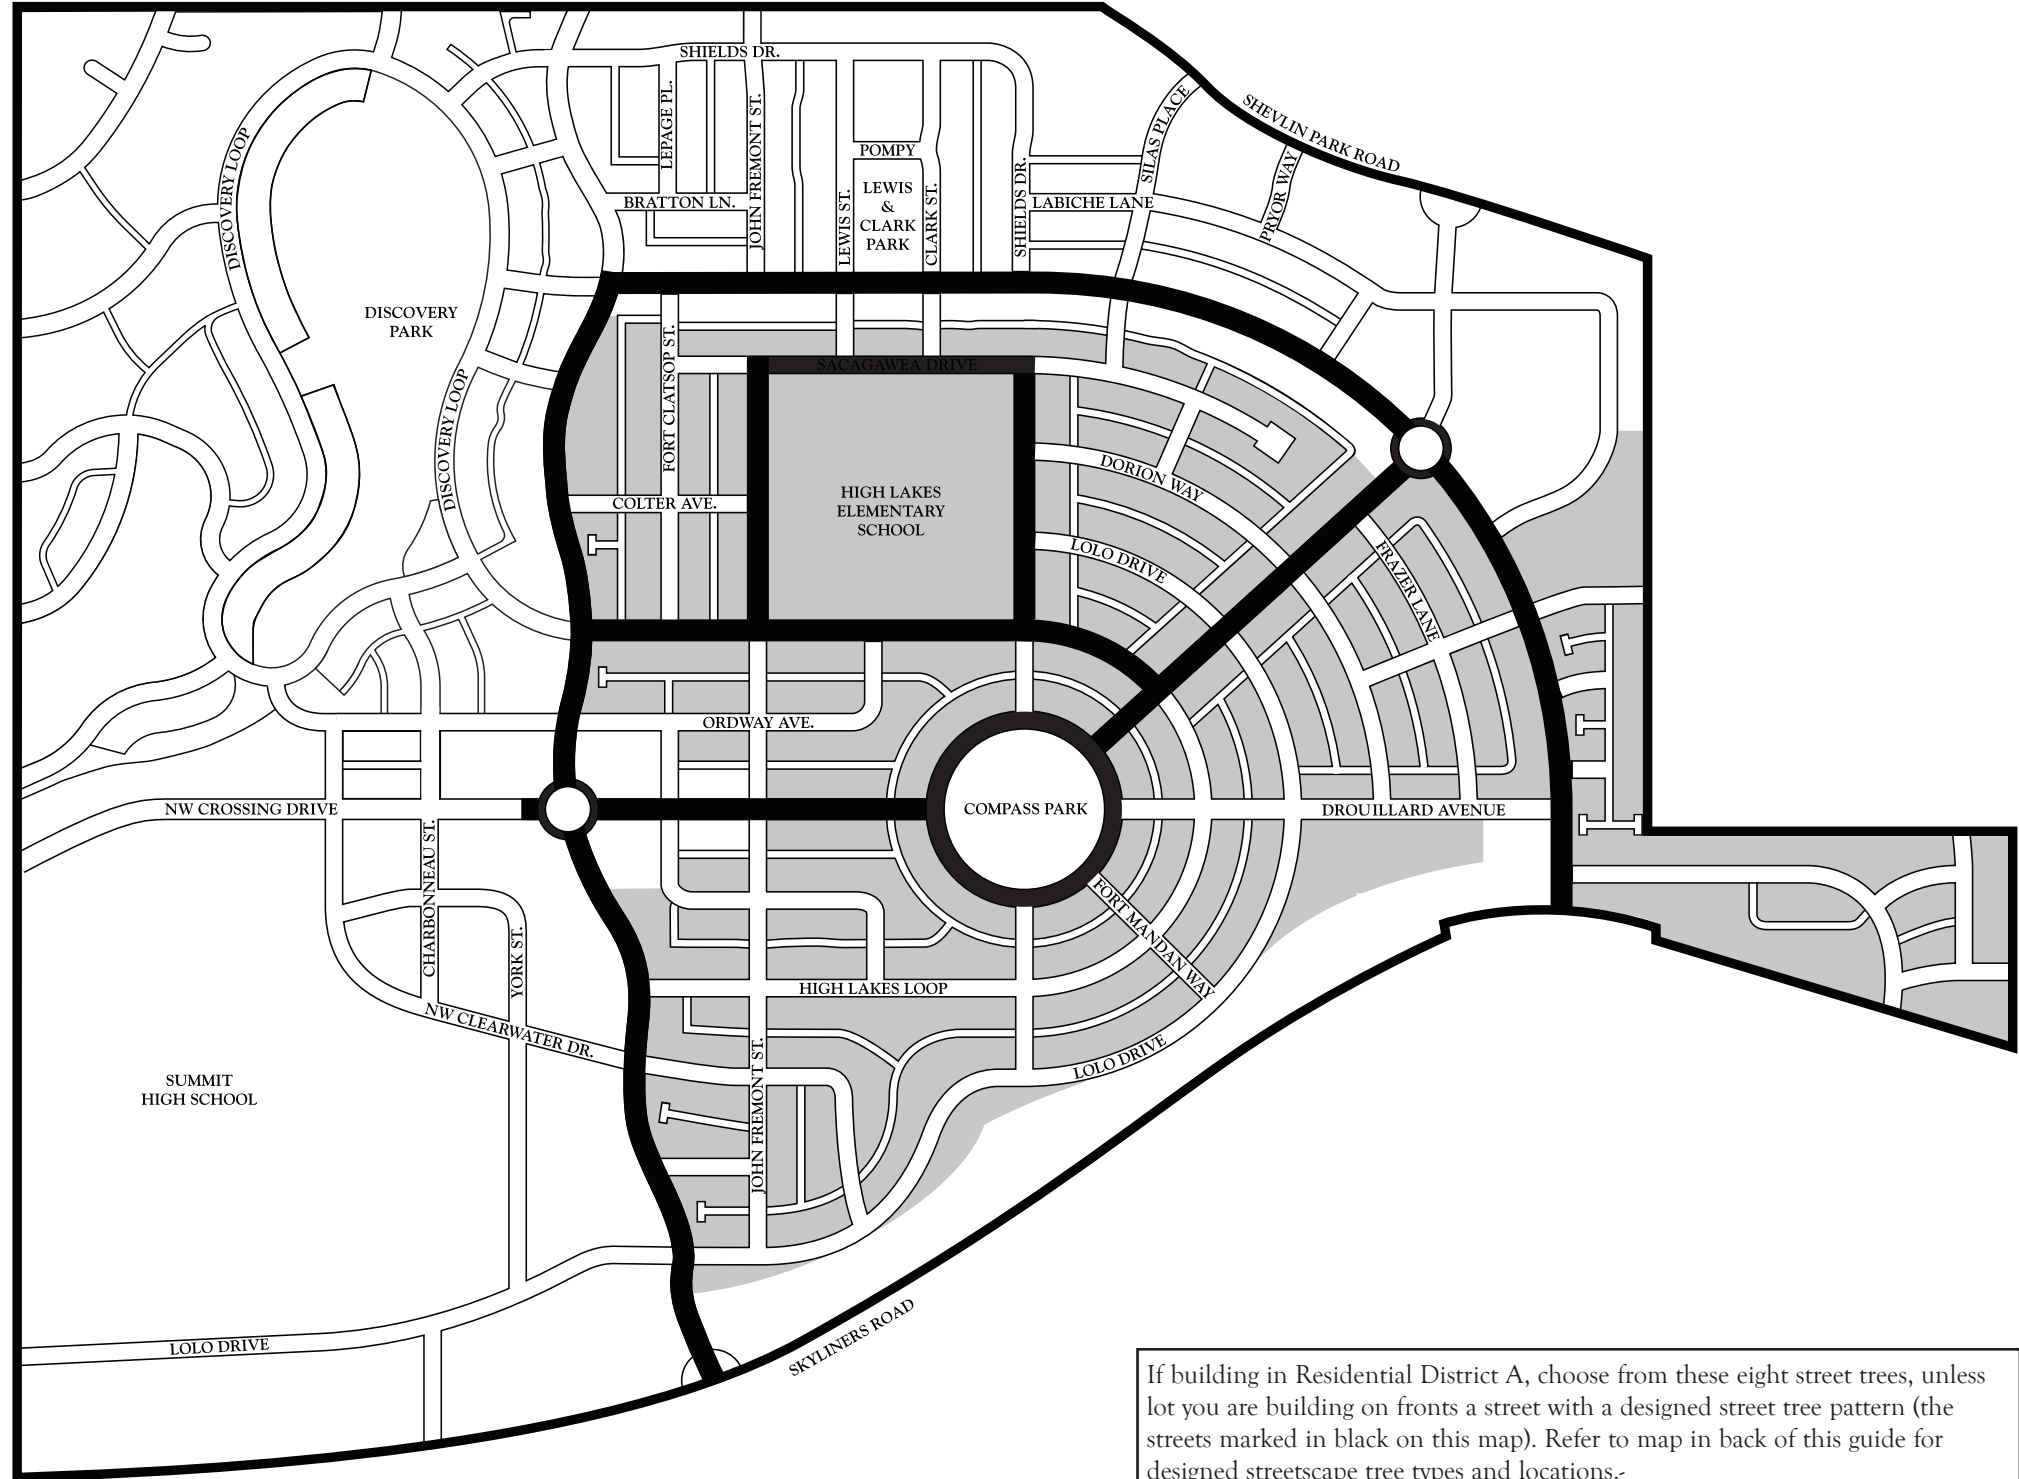 SHIELDS DR.
LEPAGE PL.
JOHN FREMONT ST.
SHEVLIN PARK ROAD
SILAS PLACE
PRYOR WAY
DISCOVERY LOOP
POMPY
LEWIS
&
CLARK
PARK
LEWIS ST.
CLARK ST.
SHIELDS DR.
LABICHE LANE
BRATTON LN.
DISCOVERY
PARK
DISCOVERY LOOP
FORT CLATSOP ST.
SACAGAWEA DRIVE
COLTER AVE.
HIGH LAKES
ELEMENTARY
SCHOOL
DORION WAY
LOLO DRIVE
FRAZER LANE
ORDWAY AVE.
NW CROSSING DRIVE
COMPASS PARK
DROUILLARD AVENUE
CHARBONNEAU ST.
YORK ST.
FORT MANDAN WAY
HIGH LAKES LOOP
NW CLEARWATER DR.
JOHN FREMONT ST.
LOLO DRIVE
SUMMIT
HIGH SCHOOL
LOLO DRIVE
SKYLINERS ROAD
If building in Residential District A, choose from these eight street trees, unless
lot you are building on fronts a street with a designed street tree pattern (the
streets marked in black on this map). Refer to map in back of this guide for
designed streetscape tree types and locations.-